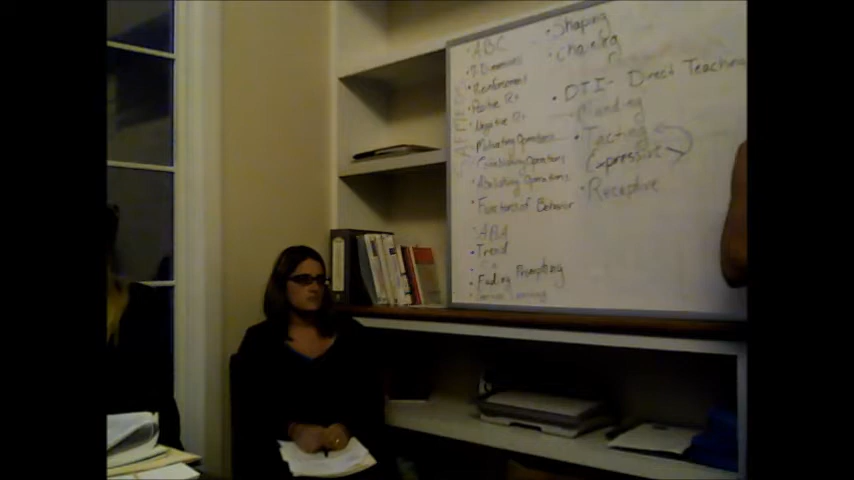 • ABC
• Reinforcement
• Positive R+
• Negative R+
• Motivating Operations
• Establishing Operations
• Abolishing Operations
• Functions of Behavior
• ABA
• Trend
• Fading Prompting
• Shaping
• Chaining
• DTI - Direct Teaching
• Manding
• Tacting
Expressive
• Receptive